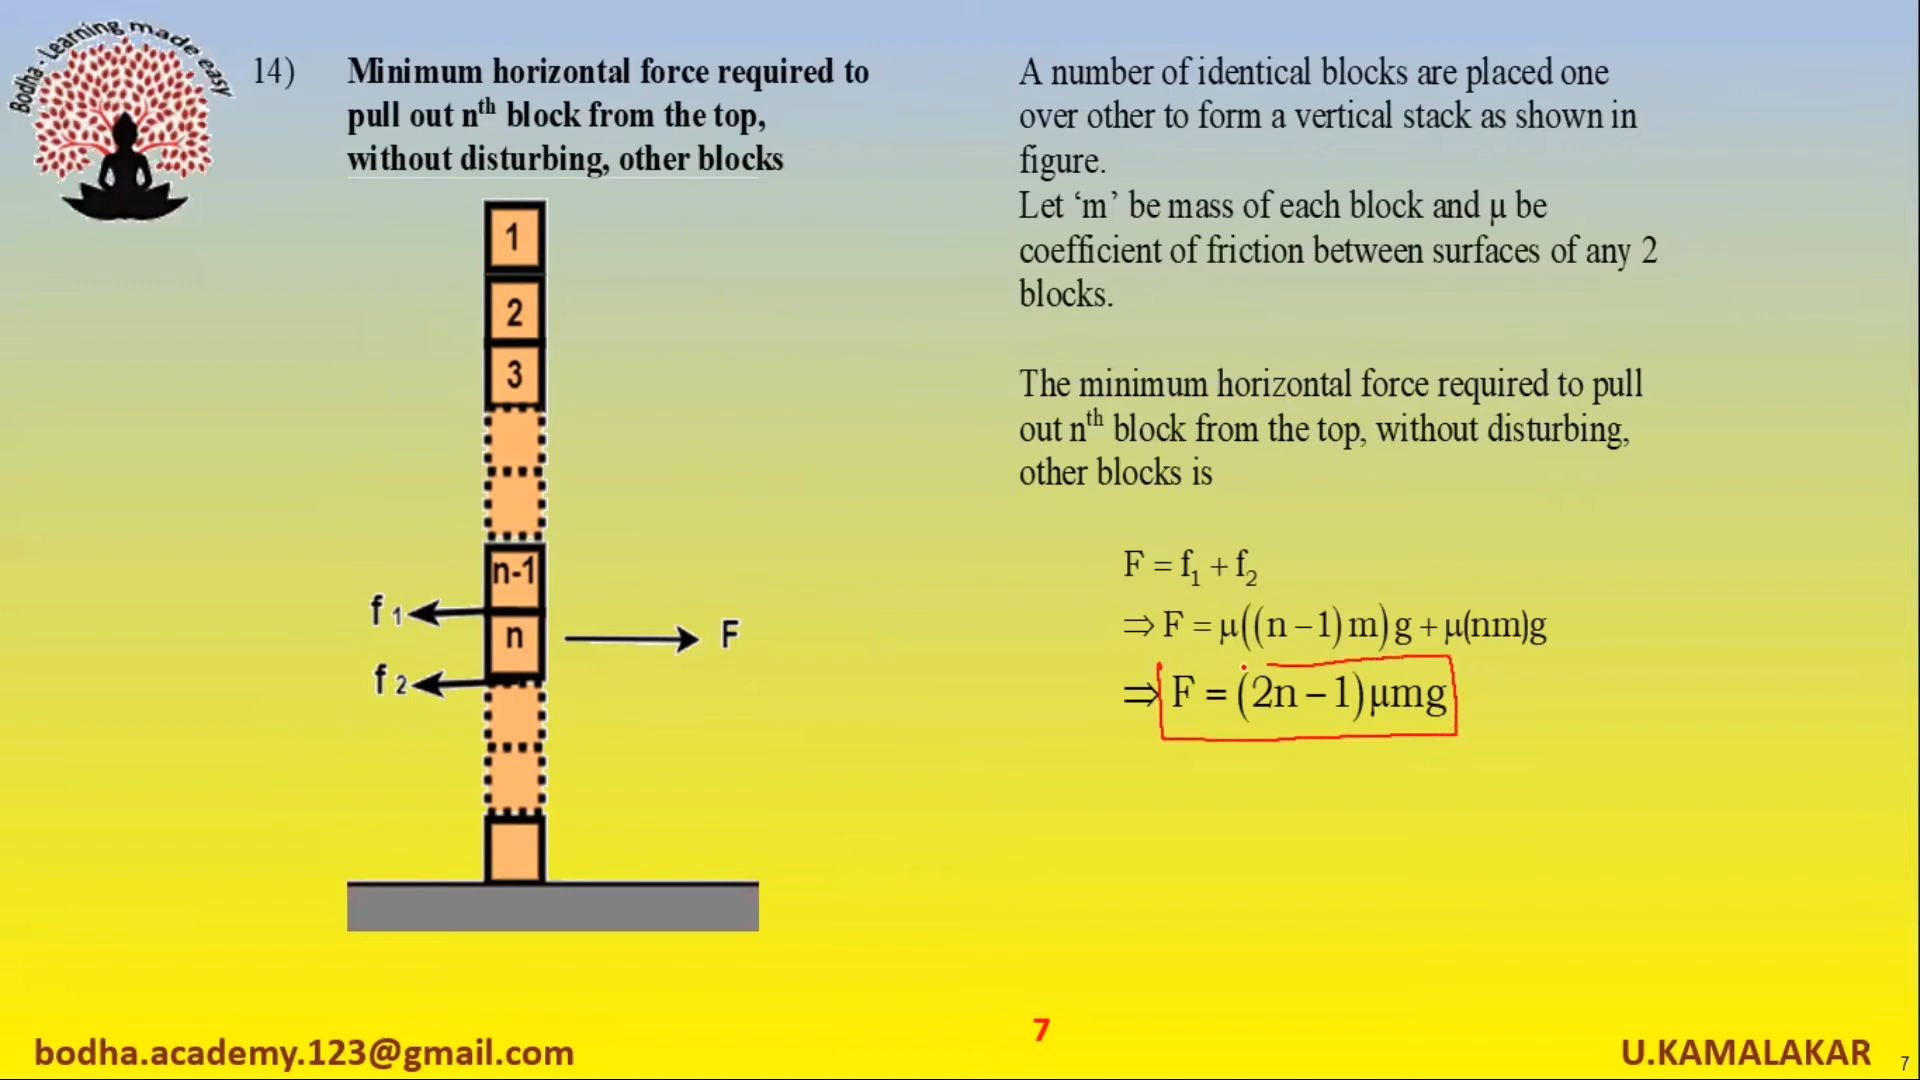 Bodha - Learning made easy
14)
Minimum horizontal force required to
pull out nth block from the top,
without disturbing, other blocks
1
2
3
n-1
n
f1
f2
F
A number of identical blocks are placed one
over other to form a vertical stack as shown in
figure.
Let ‘m’ be mass of each block and μ be
coefficient of friction between surfaces of any 2
blocks.
The minimum horizontal force required to pull
out nth block from the top, without disturbing,
other blocks is
F = f1 + f2
⇒ F = μ((n − 1) m) g + μ(nm)g
⇒ F = (2n − 1) μmg
bodha.academy.123@gmail.com
7
U.KAMALAKAR
7